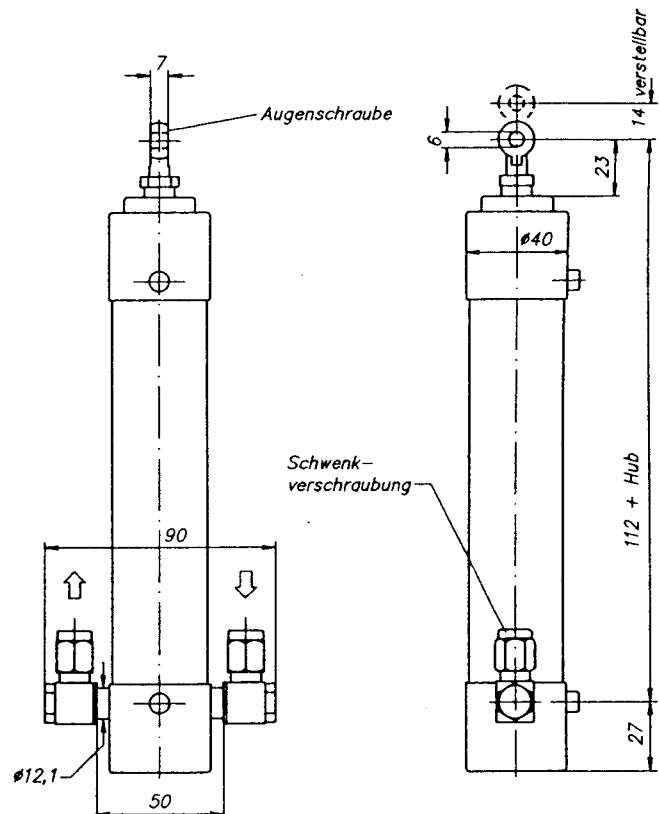 7
Augenschraube
14 verstellbar
6
23
ø40
Schwenk-
verschraubung
112 + Hub
90
27
ø12,1
50